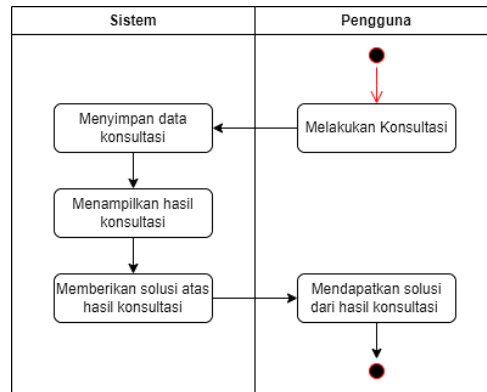 Sistem
Pengguna
Melakukan Konsultasi
Menyimpan data
konsultasi
Menampilkan hasil
konsultasi
Memberikan solusi atas
hasil konsultasi
Mendapatkan solusi
dari hasil konsultasi